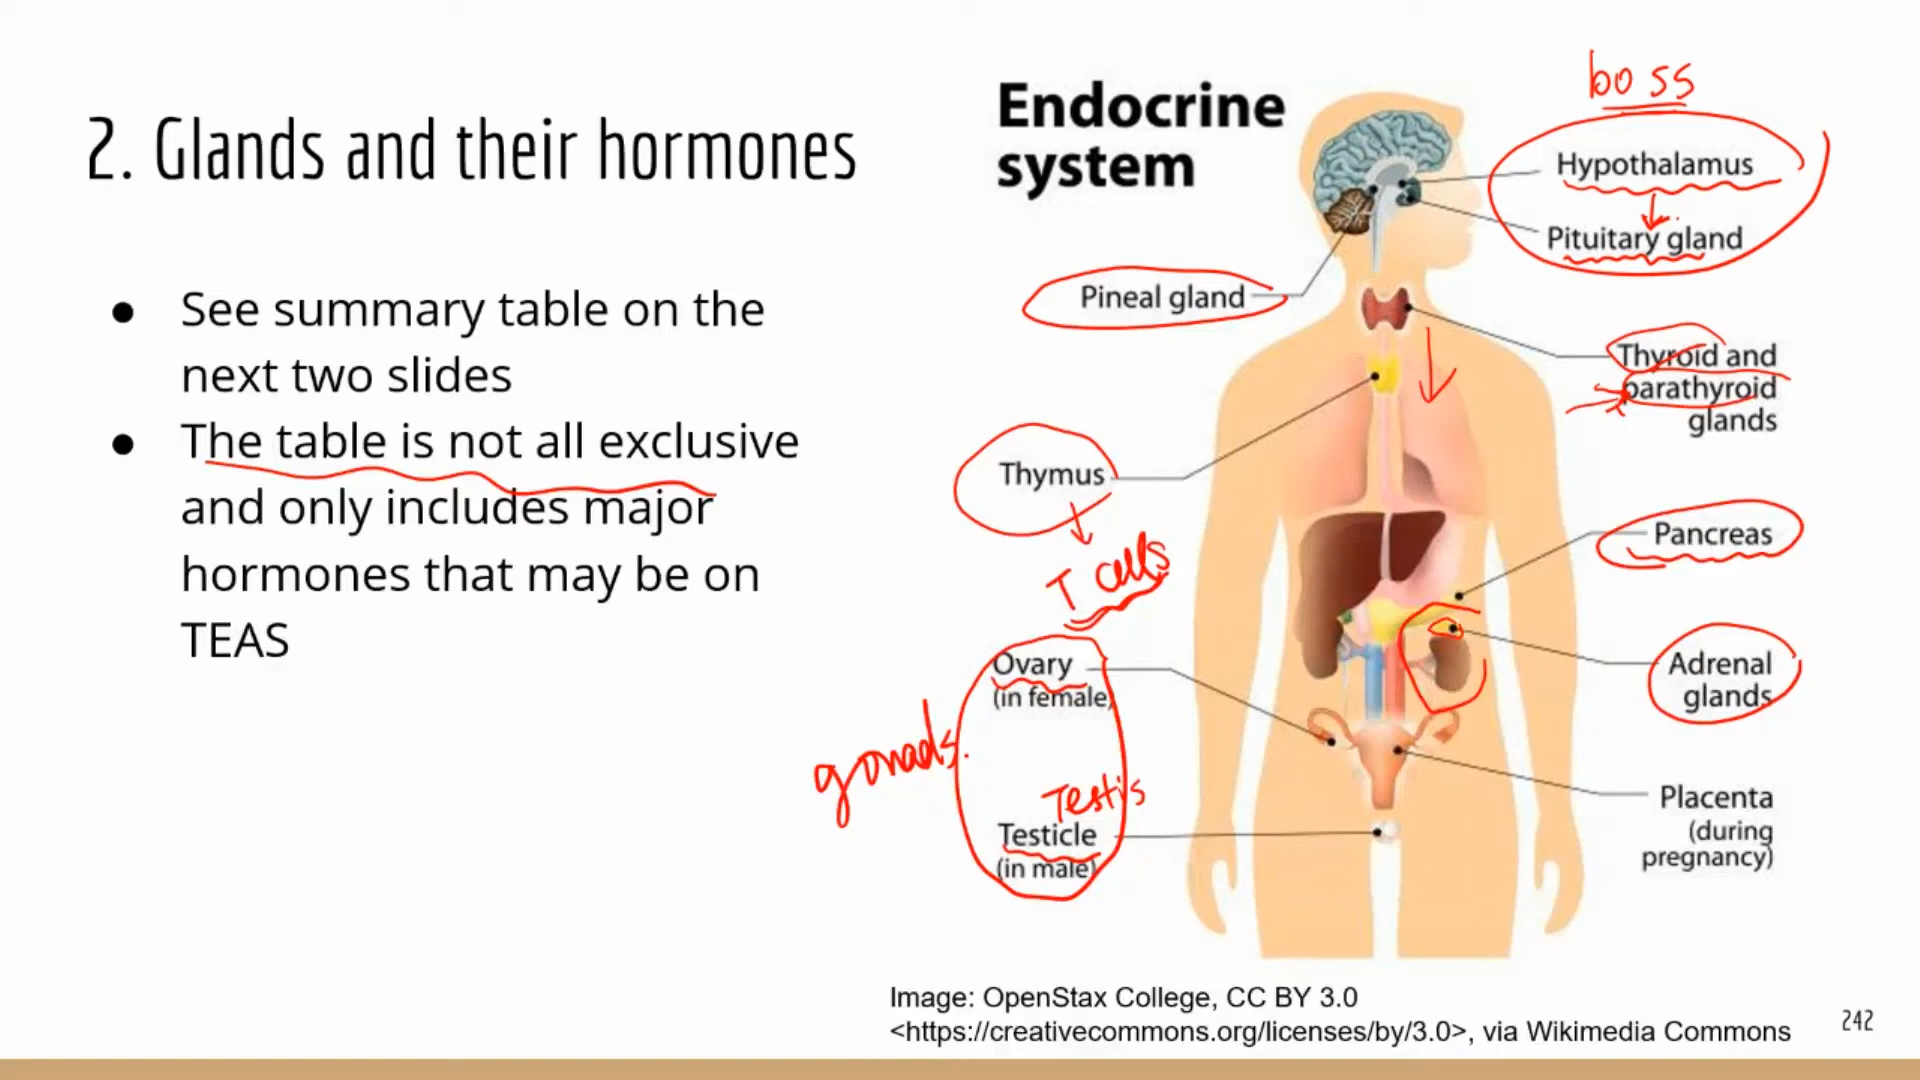 2. Glands and their hormones
● See summary table on the
next two slides
● The table is not all exclusive
and only includes major
hormones that may be on
TEAS
Endocrine
system
boss
Hypothalamus
Pituitary gland
Pineal gland
Thyroid and
parathyroid
glands
Thymus
T cells
Pancreas
Adrenal
glands
Ovary
(in female)
gonads.
Testis
Testicle
(in male)
Placenta
(during
pregnancy)
Image: OpenStax College, CC BY 3.0
<https://creativecommons.org/licenses/by/3.0>, via Wikimedia Commons
242